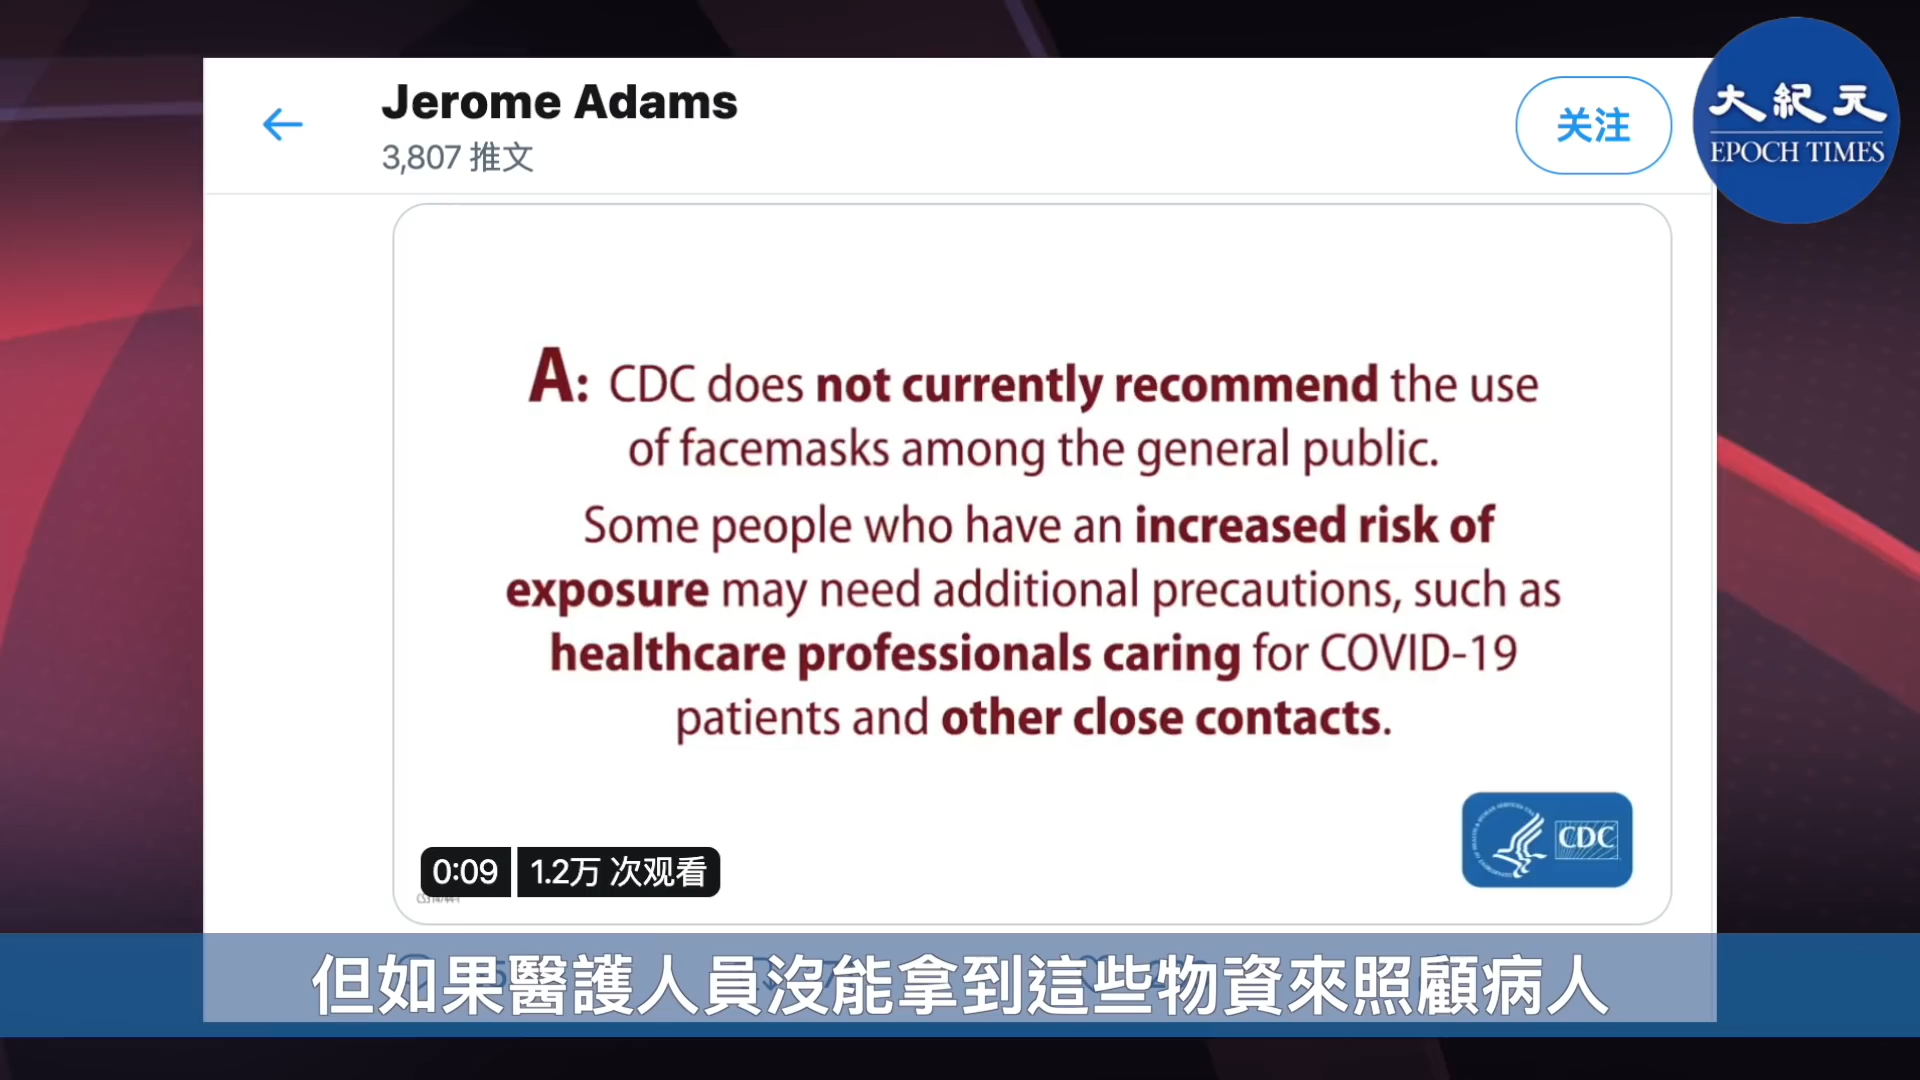 Jerome Adams
3,807 推文
关注
大紀元
EPOCH TIMES
A: CDC does not currently recommend the use
of facemasks among the general public.
Some people who have an increased risk of
exposure may need additional precautions, such as
healthcare professionals caring for COVID-19
patients and other close contacts.
CDC
0:09 1.2万 次观看
但如果醫護人員沒能拿到這些物資來照顧病人